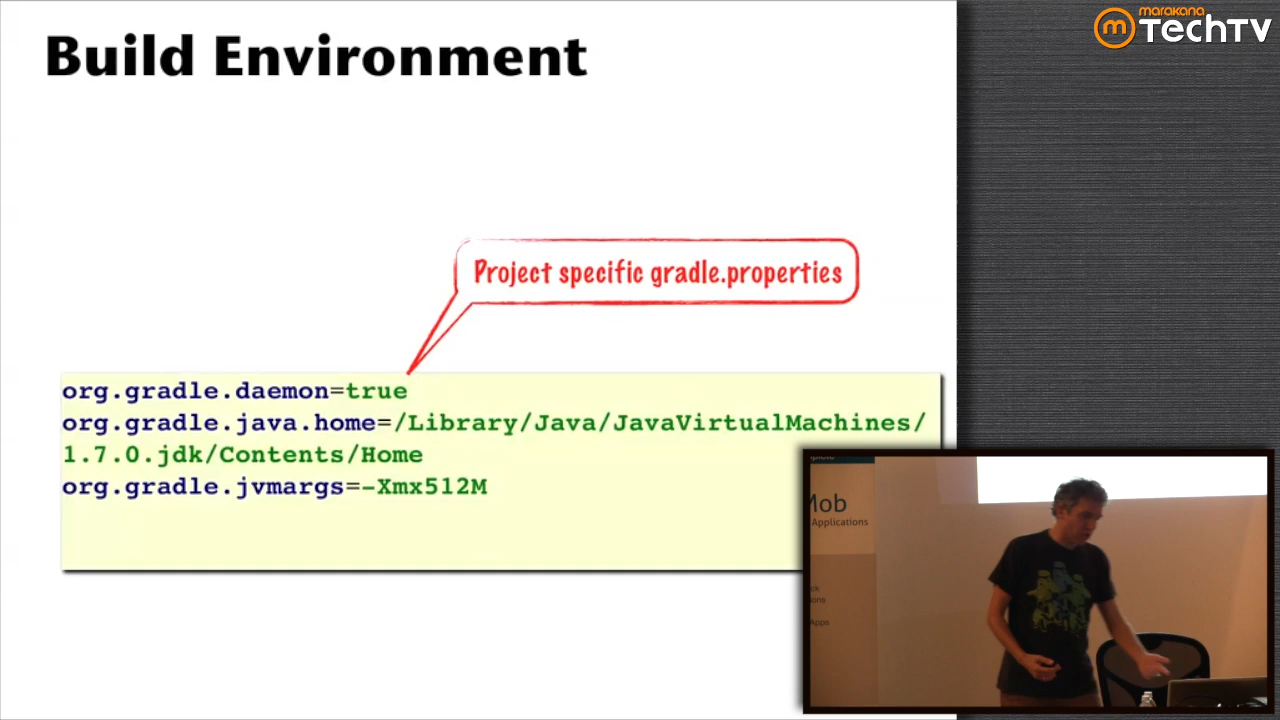 Build Environment
marakana
m TechTV
Project specific gradle.properties
org.gradle.daemon=true
org.gradle.java.home=/Library/Java/JavaVirtualMachines/
1.7.0.jdk/Contents/Home
org.gradle.jvmargs=-Xmx512M
Mob
Applications
Apps